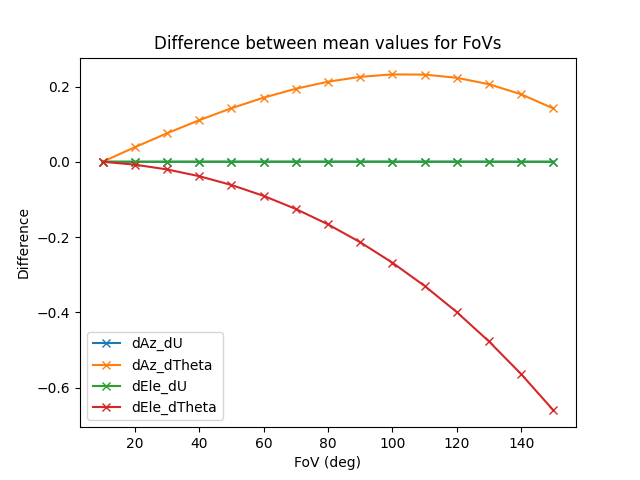 Difference between mean values for FoVs
0.2
0.0
−0.2
−0.4
−0.6
Difference
dAz_dU
dAz_dTheta
dEle_dU
dEle_dTheta
20 40 60 80 100 120 140
FoV (deg)